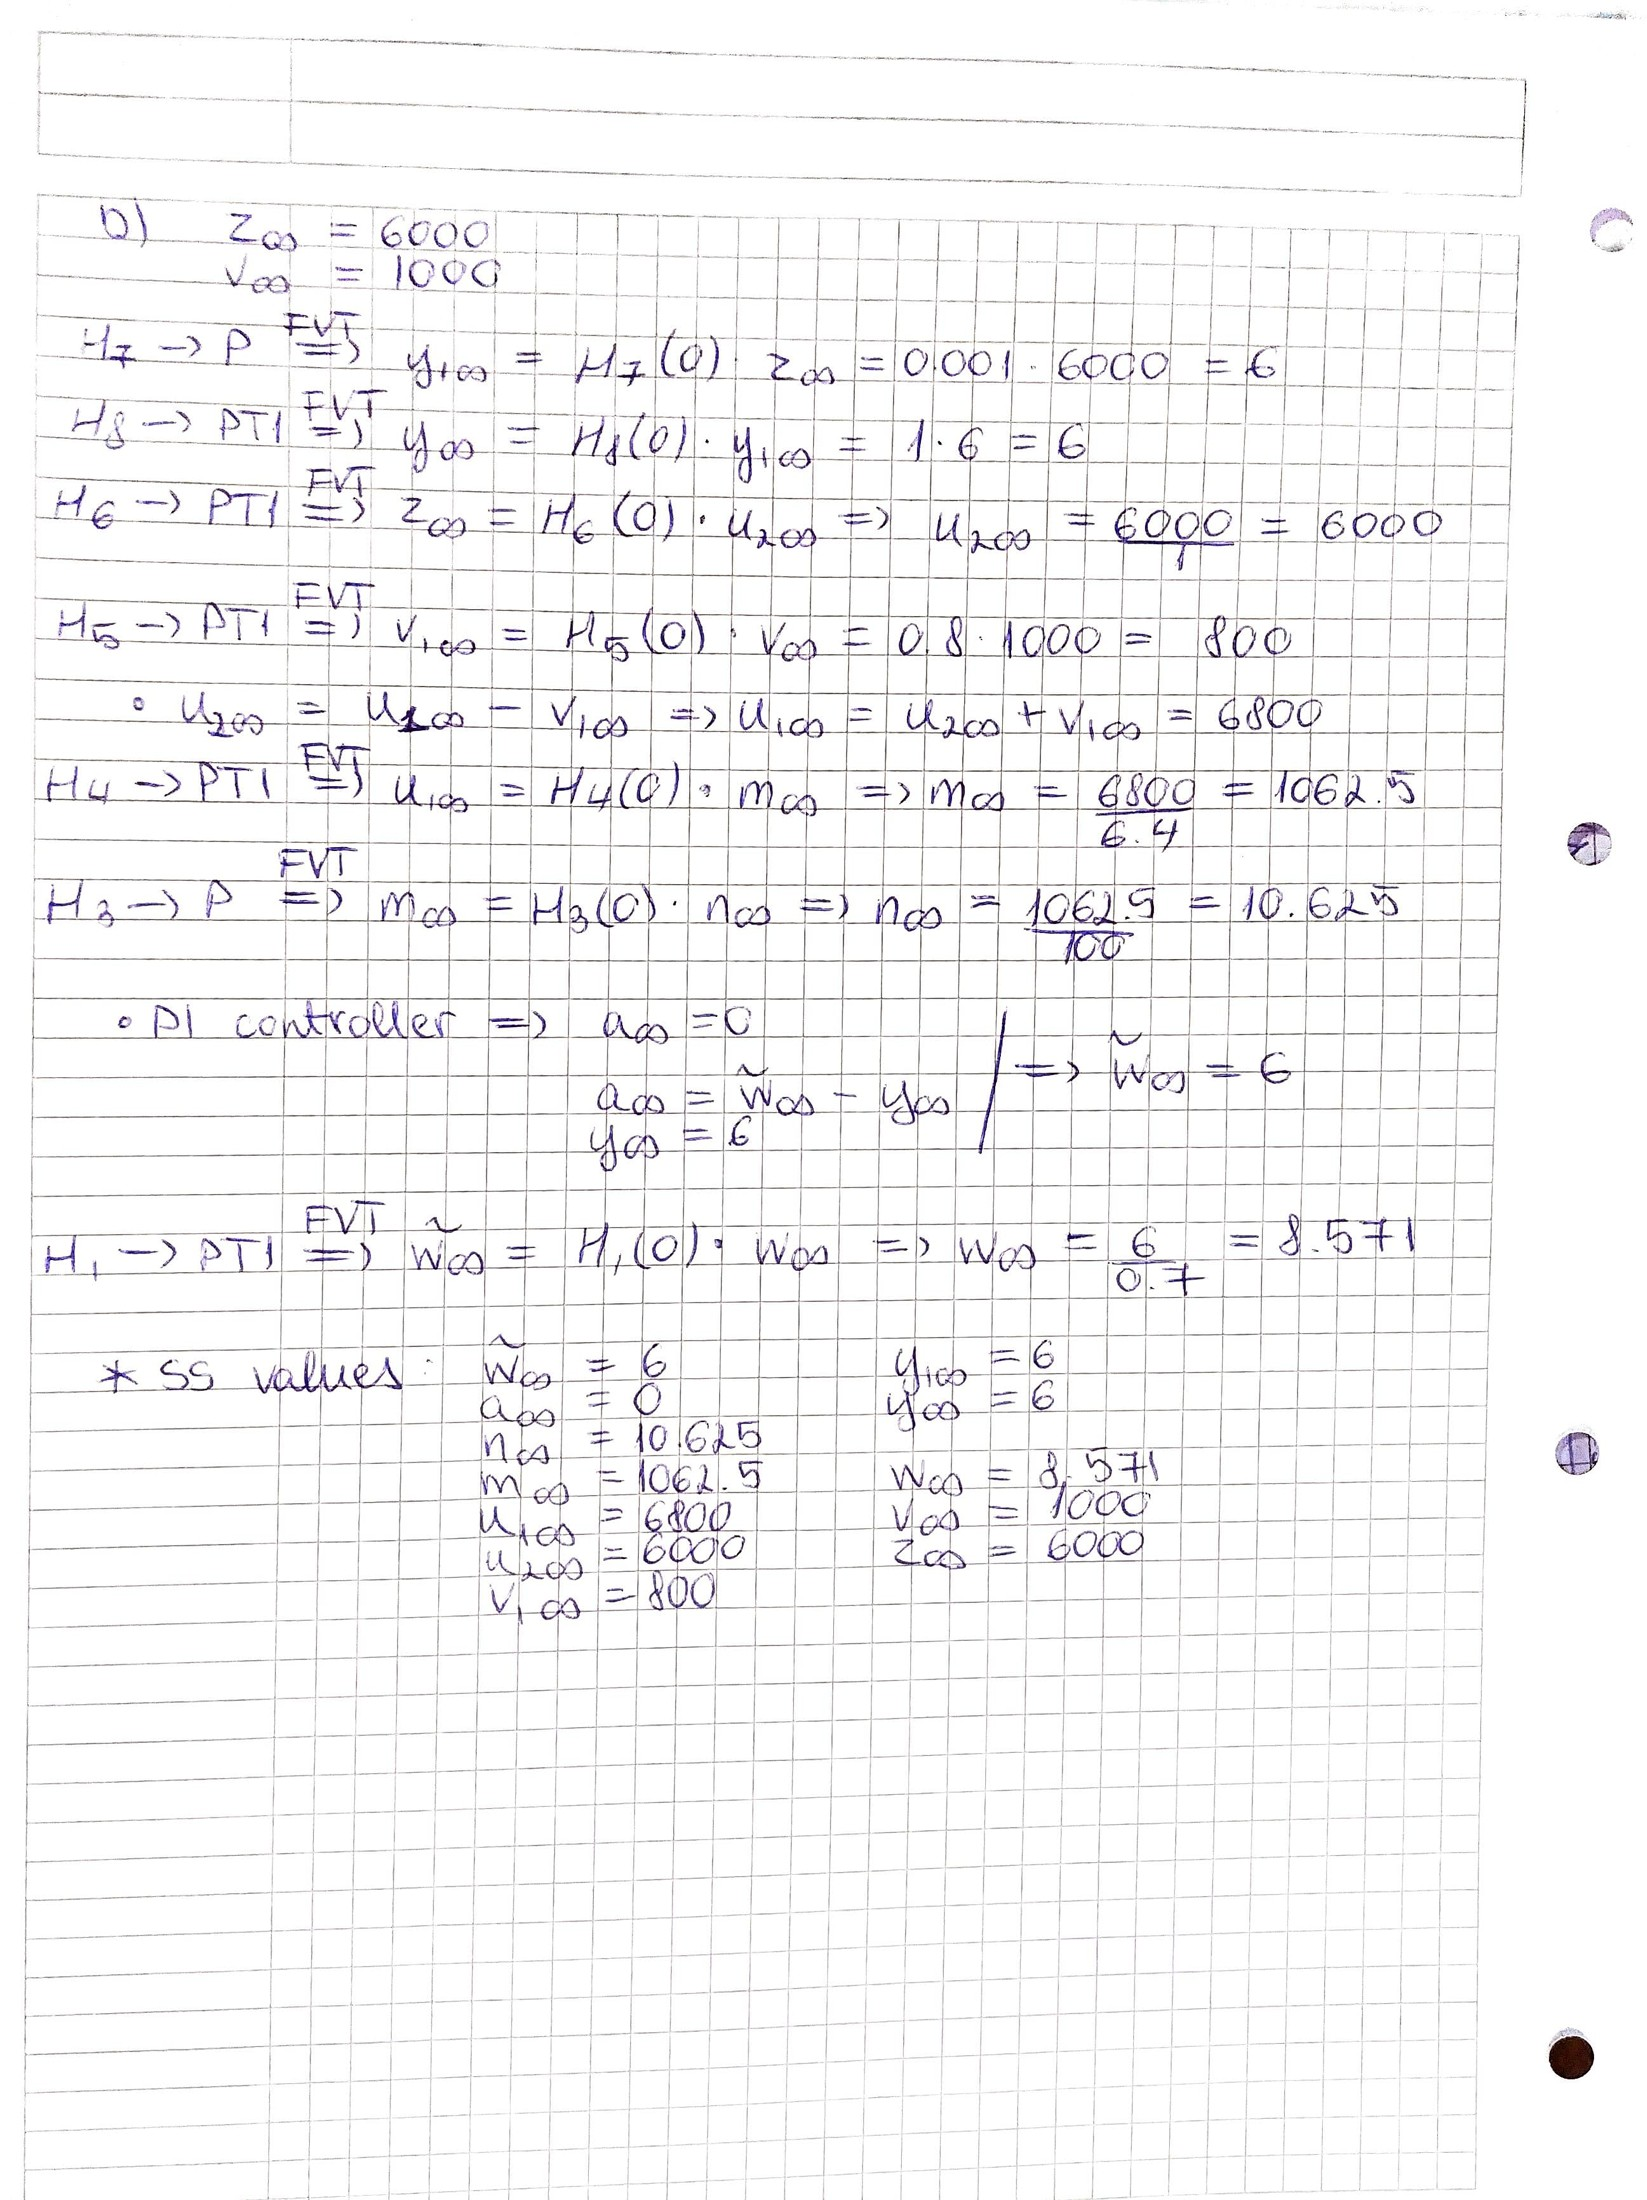 D) z∞ = 6000
v∞ = 1000
H7 → P FVT => y1∞ = H7(0) · z∞ = 0.001 · 6000 = 6
H8 → PT1 FVT => y∞ = H8(0) · y1∞ = 1 · 6 = 6
H6 → PT1 FVT => z∞ = H6(0) · u2∞ => u2∞ = 6000/1 = 6000
H5 → PT1 FVT => v1∞ = H5(0) · v∞ = 0.8 · 1000 = 800
• u2∞ = u1∞ − v1∞ => u1∞ = u2∞ + v1∞ = 6800
H4 → PT1 FVT => u1∞ = H4(0) · m∞ => m∞ = 6800/6.4 = 1062.5
H3 → P FVT => m∞ = H3(0) · n∞ => n∞ = 1062.5/100 = 10.625
• PI controller => a∞ = 0
a∞ = w̃∞ − y∞ => w̃∞ = 6
y∞ = 6
H1 → PT1 FVT => w̃∞ = H1(0) · w∞ => w∞ = 6/0.7 = 8.571
* SS values: w̃∞ = 6 y1∞ = 6
a∞ = 0 y∞ = 6
n∞ = 10.625
m∞ = 1062.5 w∞ = 8.571
u1∞ = 6800 v∞ = 1000
u2∞ = 6000 z∞ = 6000
v1∞ = 800